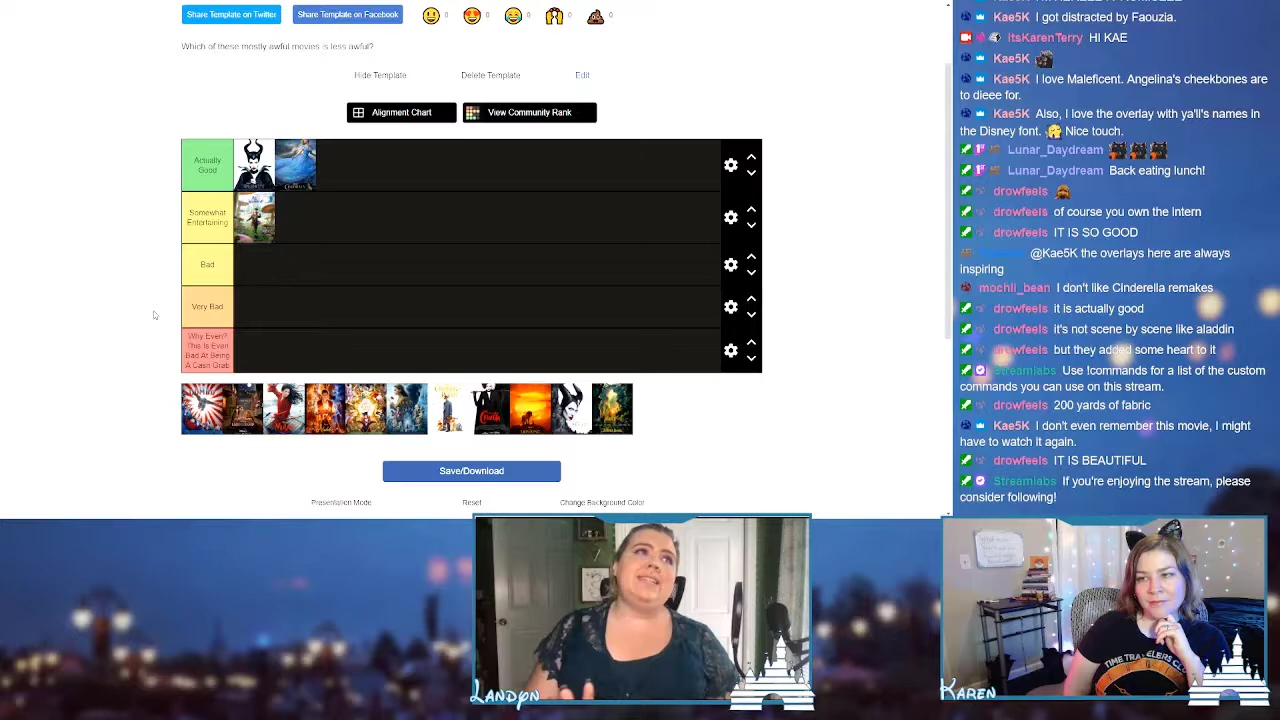 Share Template on Twitter
Share Template on Facebook
0
0
0
0
0
Which of these mostly awful movies is less awful?
Hide Template
Delete Template
Edit
Alignment Chart
View Community Rank
Actually
Good
Somewhat
Entertaining
Bad
Very Bad
Why Even?
This Is Even
Bad At Being
A Cash Grab
Save/Download
Presentation Mode
Reset
Change Background Color
Kae5K I got distracted by Faouzia.
ItsKarenTerry HI KAE
Kae5K
Kae5K I love Maleficent. Angelina's cheekbones are
to dieee for.
Kae5K Also, I love the overlay with y'all's names in
the Disney font. Nice touch.
Lunar_Daydream
Lunar_Daydream Back eating lunch!
drowfeels
drowfeels of course you own the intern
drowfeels IT IS SO GOOD
@Kae5K the overlays here are always
inspiring
mochii_bean I don't like Cinderella remakes
drowfeels it is actually good
drowfeels it's not scene by scene like aladdin
drowfeels but they added some heart to it
Streamlabs Use !commands for a list of the custom
commands you can use on this stream.
drowfeels 200 yards of fabric
Kae5K I don't even remember this movie, I might
have to watch it again.
drowfeels IT IS BEAUTIFUL
Streamlabs If you're enjoying the stream, please
consider following!
LANDYN
KAREN
TIME TRAVELERS CLUB